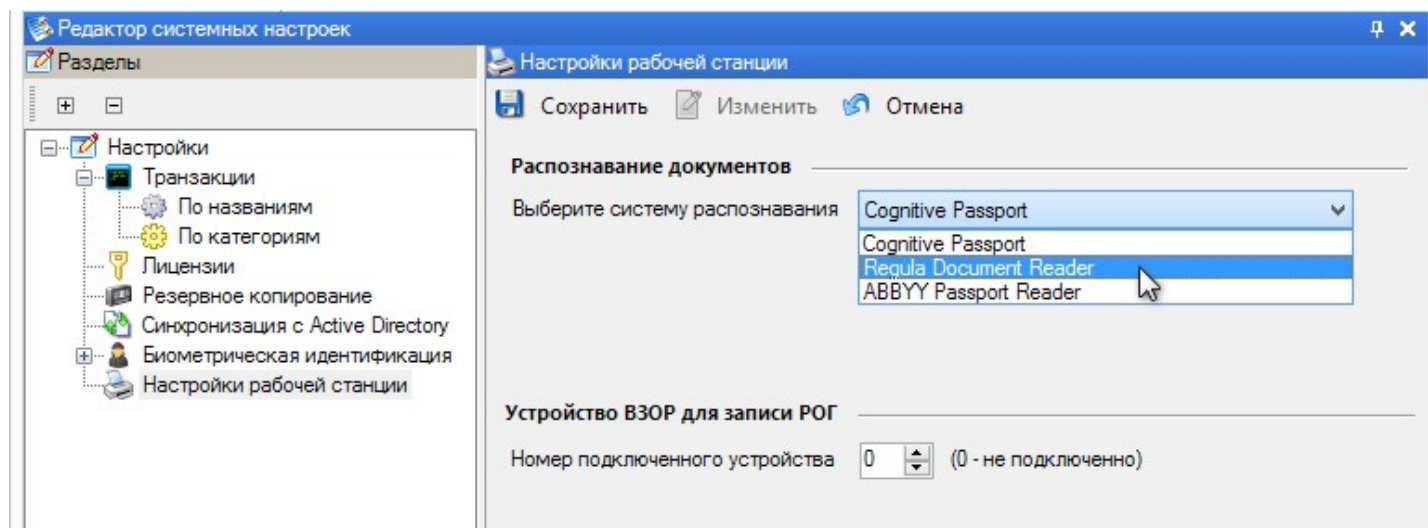 Редактор системных настроек
Разделы
Настройки
Транзакции
По названиям
По категориям
Лицензии
Резервное копирование
Синхронизация с Active Directory
Биометрическая идентификация
Настройки рабочей станции
Настройки рабочей станции
Сохранить Изменить Отмена
Распознавание документов
Выберите систему распознавания Cognitive Passport
Cognitive Passport
Regula Document Reader
ABBYY Passport Reader
Устройство ВЗОР для записи РОГ
Номер подключенного устройства 0 (0 - не подключенно)